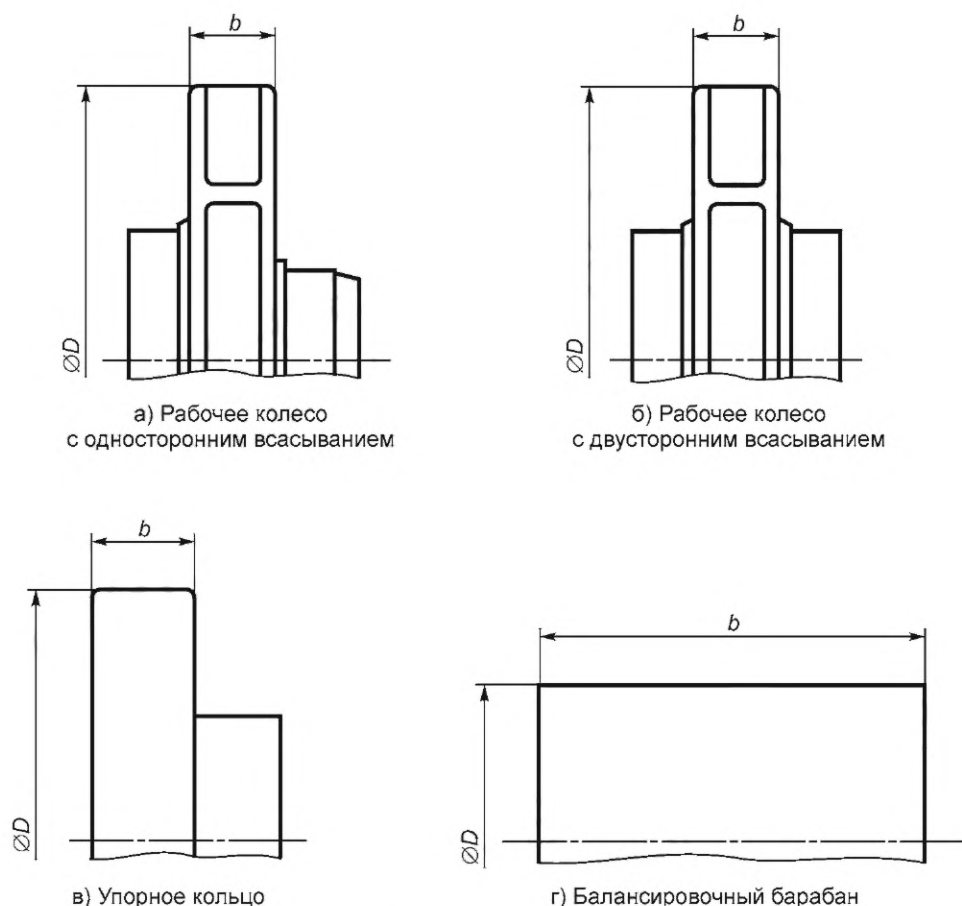 b
b
ØD
ØD
а) Рабочее колесо
с односторонним всасыванием
б) Рабочее колесо
с двусторонним всасыванием
b
b
ØD
ØD
в) Упорное кольцо
г) Балансировочный барабан